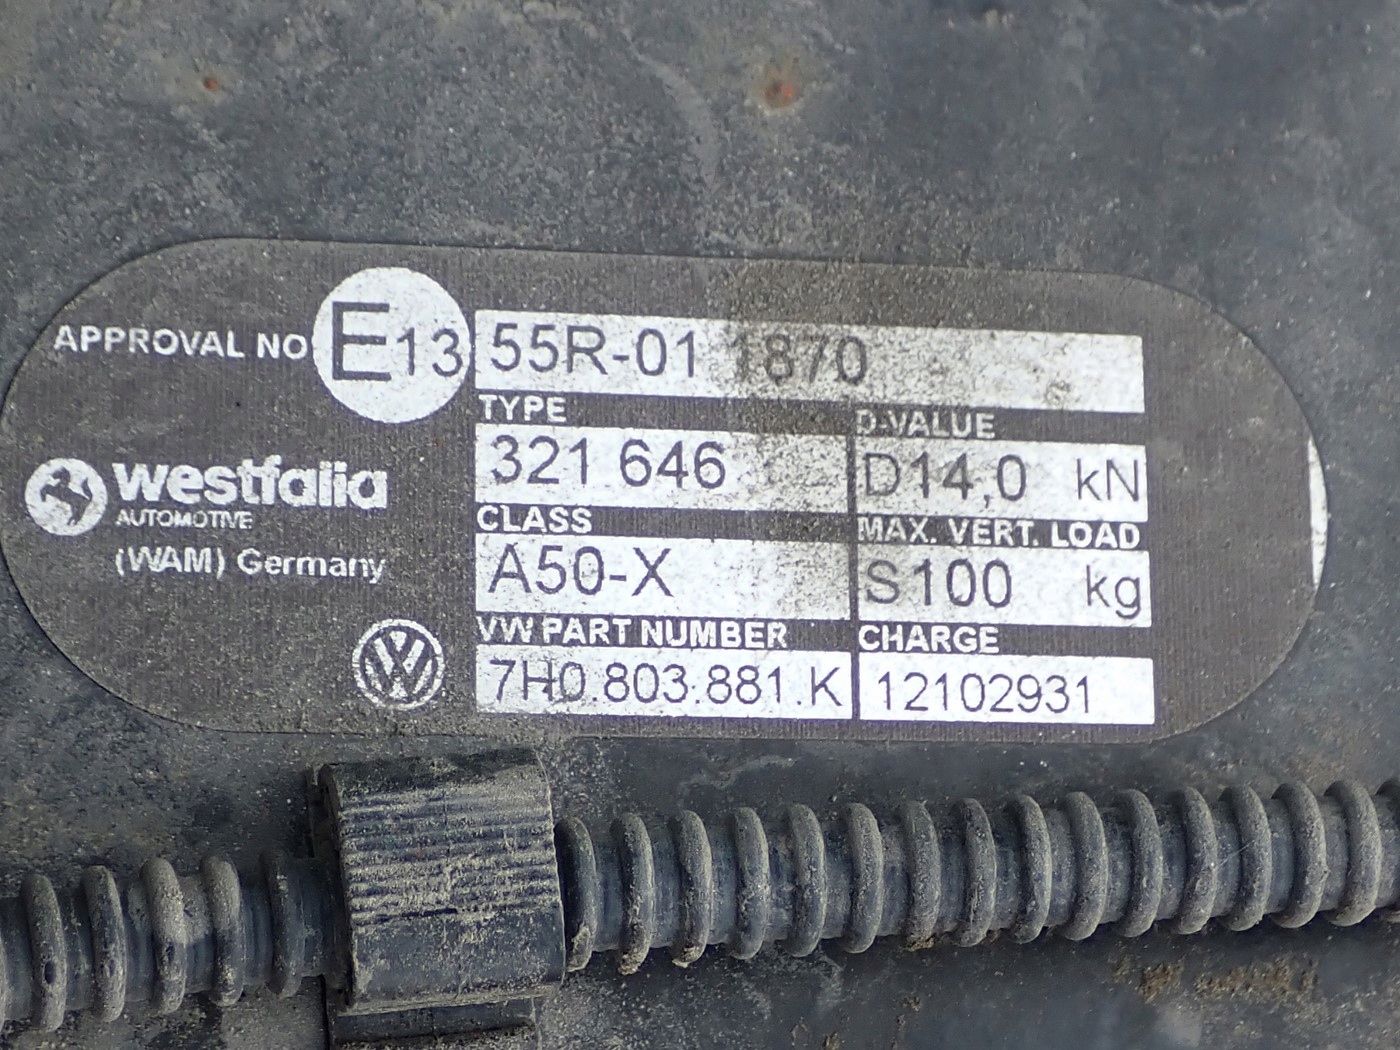 APPROVAL NO E13 55R-01 1870
TYPE D-VALUE
321 646 D14,0 kN
westfalia
AUTOMOTIVE
(WAM) Germany
CLASS MAX. VERT. LOAD
A50-X S100 kg
VW PART NUMBER CHARGE
7H0.803.881.K 12102931
VW